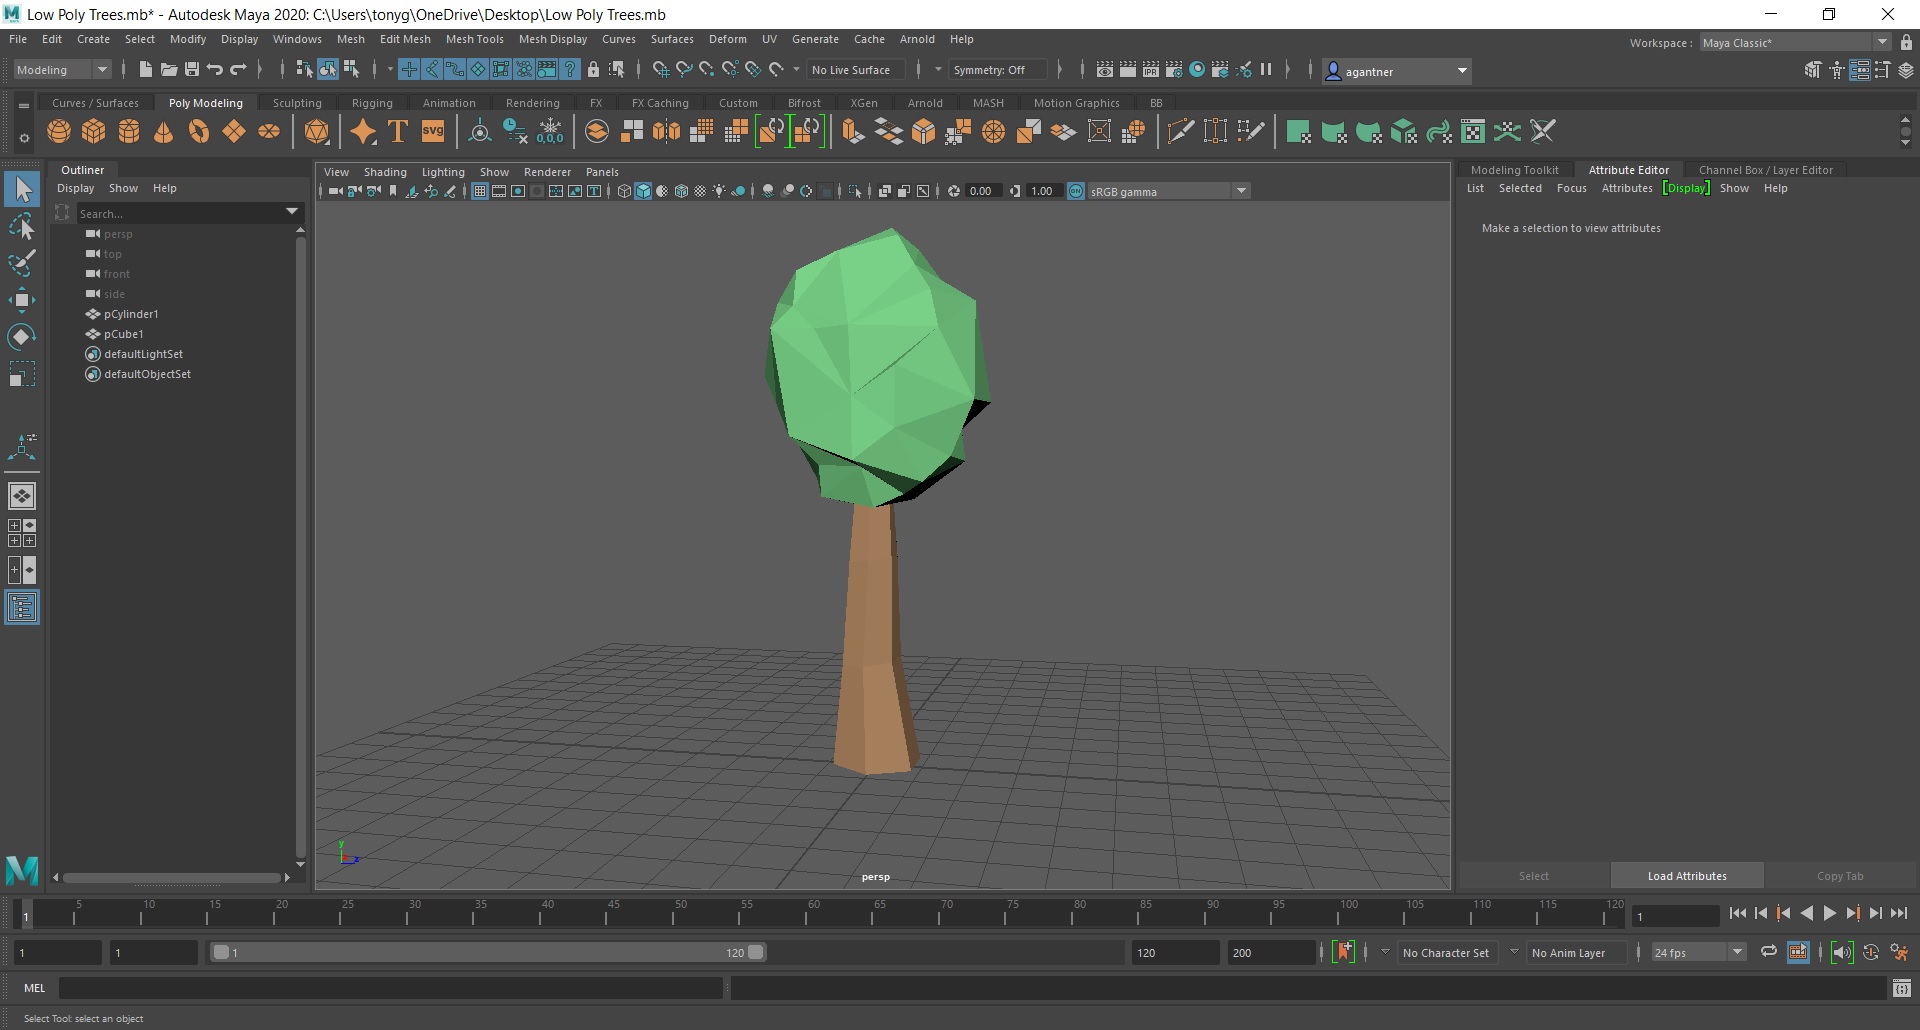 Low Poly Trees.mb* - Autodesk Maya 2020: C:\Users\tonyg\OneDrive\Desktop\Low Poly Trees.mb
File Edit Create Select Modify Display Windows Mesh Edit Mesh Mesh Tools Mesh Display Curves Surfaces Deform UV Generate Cache Arnold Help
Workspace : Maya Classic*
Modeling No Live Surface Symmetry: Off agantner
Curves / Surfaces Poly Modeling Sculpting Rigging Animation Rendering FX FX Caching Custom Bifrost XGen Arnold MASH Motion Graphics BB
T SVG 0,0,0
Outliner
Display Show Help
Search...
persp
top
front
side
pCylinder1
pCube1
defaultLightSet
defaultObjectSet
View Shading Lighting Show Renderer Panels
0.00 1.00 sRGB gamma
y
z
persp
Modeling Toolkit Attribute Editor Channel Box / Layer Editor
List Selected Focus Attributes Display Show Help
Make a selection to view attributes
Select Load Attributes Copy Tab
1 5 10 15 20 25 30 35 40 45 50 55 60 65 70 75 80 85 90 95 100 105 110 115 120 1
1 1 1 120 120 200 No Character Set No Anim Layer 24 fps
MEL
Select Tool: select an object